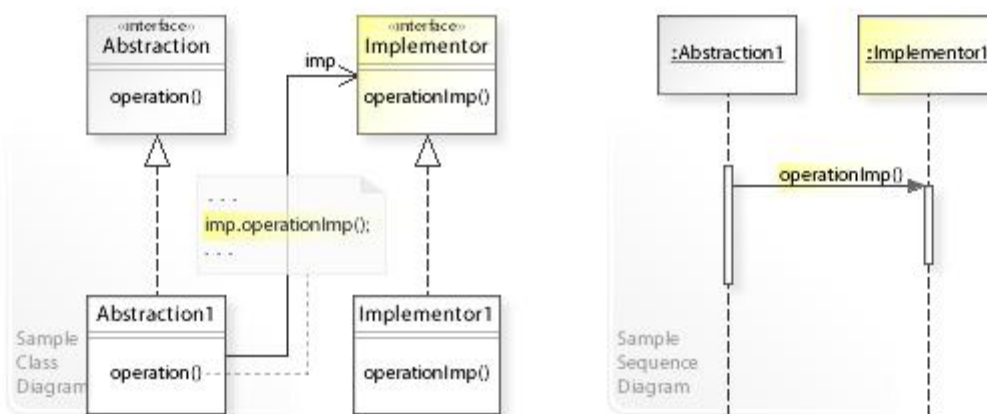 «interface»
Abstraction
operation()
imp
«interface»
Implementor
operationImp()
. . .
imp.operationImp();
. . .
Abstraction1
operation()
Implementor1
operationImp()
Sample
Class
Diagram
:Abstraction1
:Implementor1
operationImp()
Sample
Sequence
Diagram